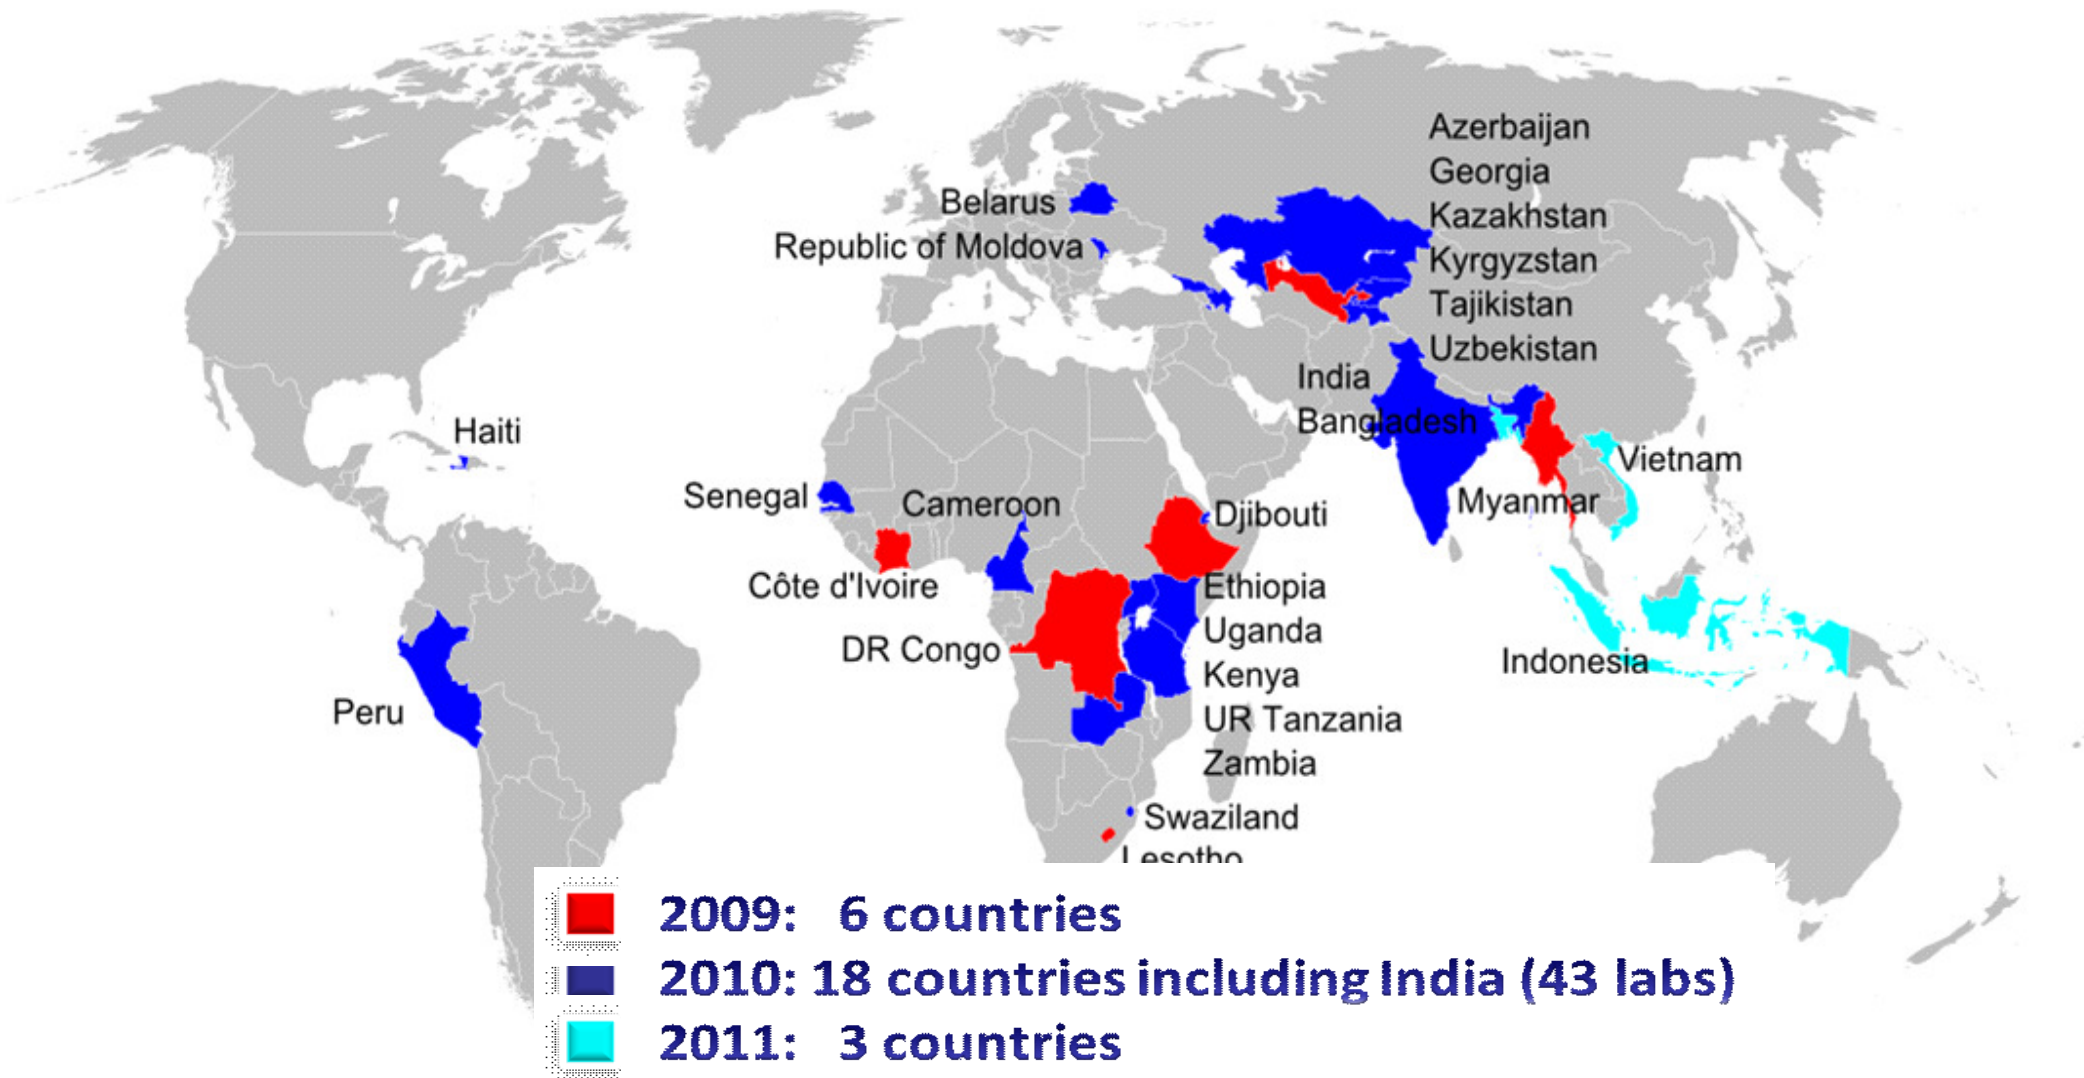 Azerbaijan
Georgia
Kazakhstan
Kyrgyzstan
Tajikistan
Uzbekistan
Belarus
Republic of Moldova
India
Bangladesh
Haiti
Vietnam
Senegal
Cameroon
Myanmar
Djibouti
Côte d'Ivoire
Ethiopia
Uganda
Kenya
UR Tanzania
Zambia
DR Congo
Indonesia
Peru
Swaziland
Lesotho
2009: 6 countries
2010: 18 countries including India (43 labs)
2011: 3 countries